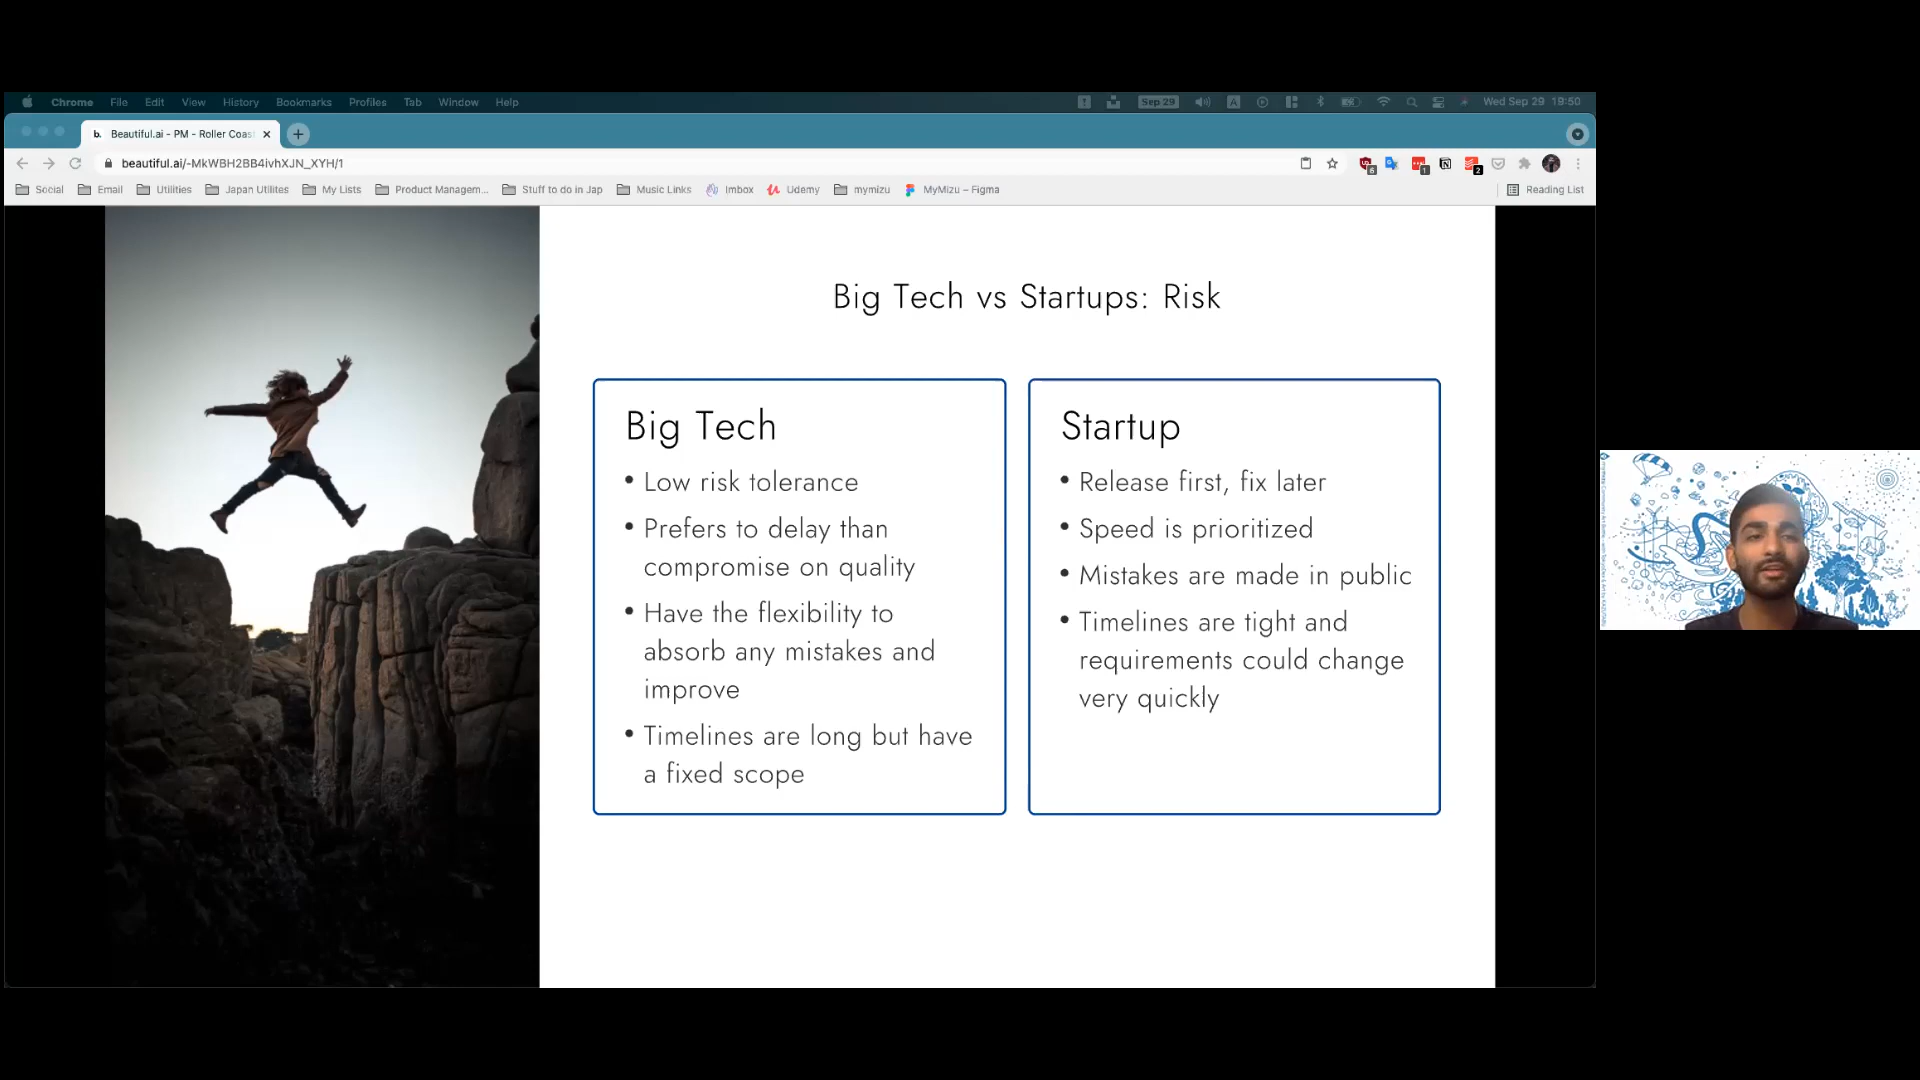 Chrome File Edit View History Bookmarks Profiles Tab Window Help Sep 29 A Wed Sep 29 19:50
b. Beautiful.ai - PM - Roller Coas
beautiful.ai/-MkWBH2BB4ivhXJN_XYH/1
Social Email Utilities Japan Utilites My Lists Product Managem... Stuff to do in Jap Music Links Imbox Udemy mymizu MyMizu – Figma Reading List
Big Tech vs Startups: Risk
Big Tech
• Low risk tolerance
• Prefers to delay than
compromise on quality
• Have the flexibility to
absorb any mistakes and
improve
• Timelines are long but have
a fixed scope
Startup
• Release first, fix later
• Speed is prioritized
• Mistakes are made in public
• Timelines are tight and
requirements could change
very quickly